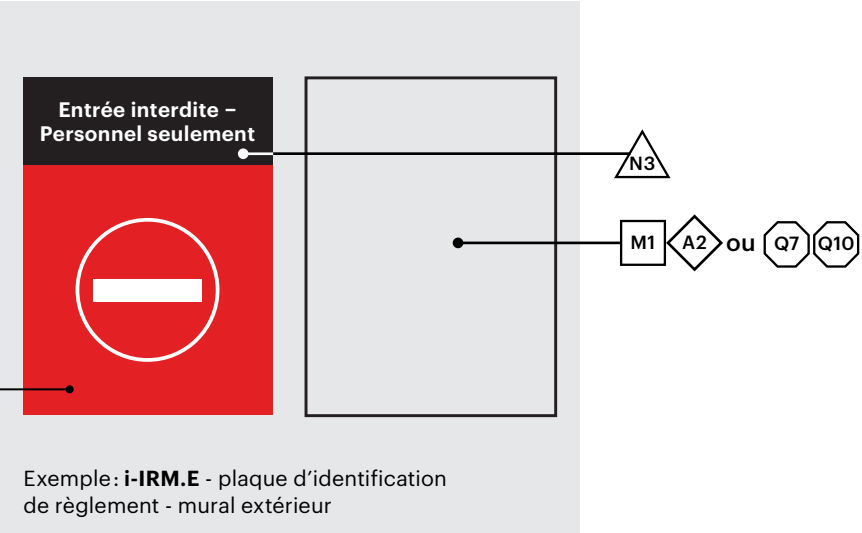 Entrée interdite –
Personnel seulement
N3
M1 A2 ou Q7 Q10
Exemple : i-IRM.E - plaque d’identification
de règlement - mural extérieur